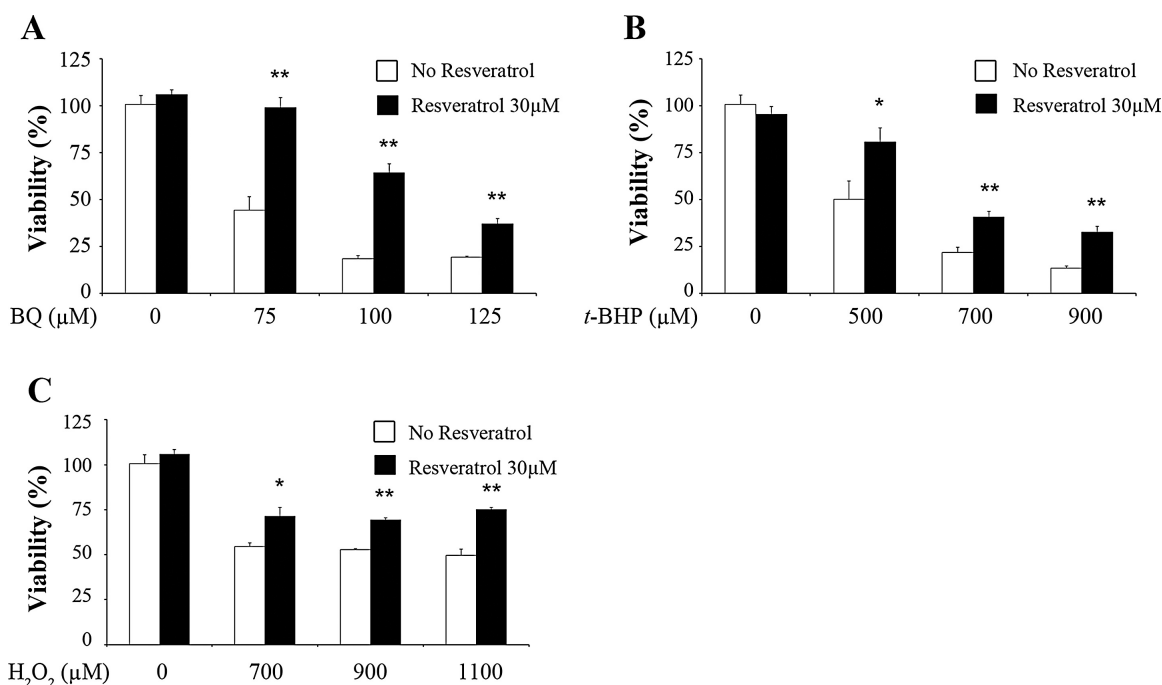 A
Viability (%)
125
100
75
50
25
0
** ** **
No Resveratrol
Resveratrol 30µM
BQ (µM) 0 75 100 125
B
Viability (%)
125
100
75
50
25
0
* ** **
No Resveratrol
Resveratrol 30µM
t-BHP (µM) 0 500 700 900
C
Viability (%)
125
100
75
50
25
0
* ** **
No Resveratrol
Resveratrol 30µM
H₂O₂ (µM) 0 700 900 1100